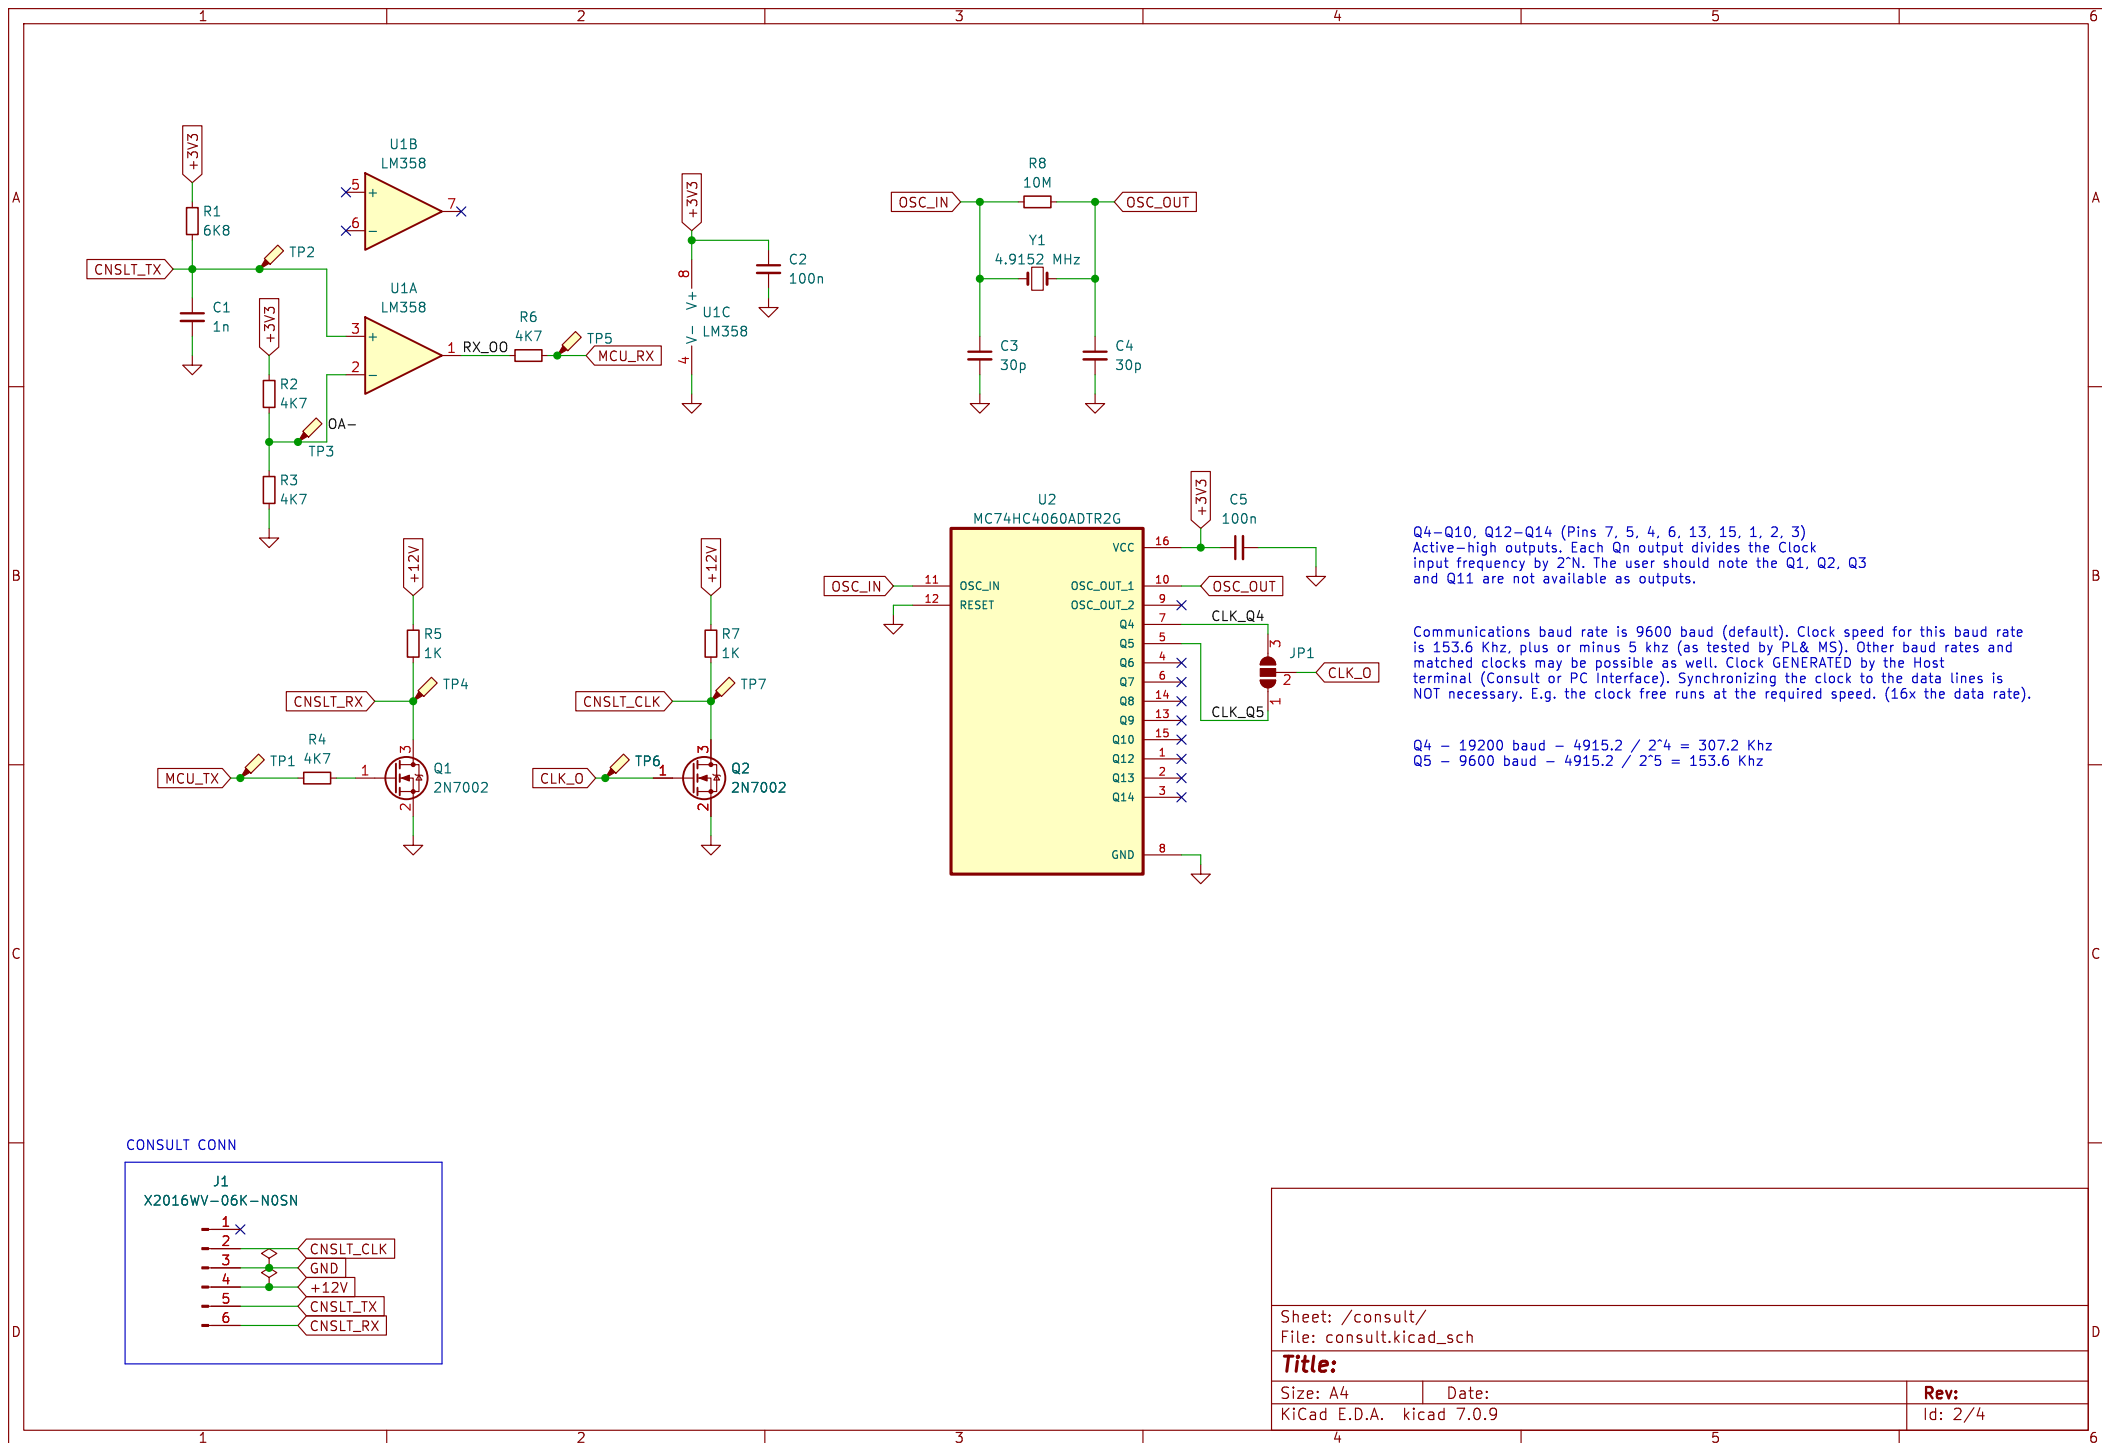 1 2 3 4 5 6
A
B
C
D
A
B
C
D
+3V3
R1
6K8
CNSLT_TX
TP2
C1
1n
U1B
LM358
5
+
6
-
7
U1A
LM358
3
+
2
-
1
RX_OO
R6
4K7
TP5
MCU_RX
+3V3
R2
4K7
OA-
TP3
R3
4K7
+3V3
8
V+
U1C
LM358
V-
4
C2
100n
R8
10M
OSC_IN
OSC_OUT
Y1
4.9152 MHz
C3
30p
C4
30p
+12V
R5
1K
CNSLT_RX
TP4
R4
4K7
MCU_TX
TP1
1
3
2
Q1
2N7002
+12V
R7
1K
CNSLT_CLK
TP7
CLK_O
TP6
1
3
2
Q2
2N7002
U2
MC74HC4060ADTR2G
+3V3
C5
100n
VCC 16
OSC_IN 11 OSC_IN
12 RESET
OSC_OUT_1 10 OSC_OUT
OSC_OUT_2 9
Q4 7 CLK_Q4
Q5 5
Q6 4
Q7 6
Q8 14
Q9 13 CLK_Q5
Q10 15
Q12 1
Q13 2
Q14 3
GND 8
3
JP1
2
1
CLK_O
Q4-Q10, Q12-Q14 (Pins 7, 5, 4, 6, 13, 15, 1, 2, 3)
Active-high outputs. Each Qn output divides the Clock
input frequency by 2^N. The user should note the Q1, Q2, Q3
and Q11 are not available as outputs.
Communications baud rate is 9600 baud (default). Clock speed for this baud rate
is 153.6 Khz, plus or minus 5 khz (as tested by PL& MS). Other baud rates and
matched clocks may be possible as well. Clock GENERATED by the Host
terminal (Consult or PC Interface). Synchronizing the clock to the data lines is
NOT necessary. E.g. the clock free runs at the required speed. (16x the data rate).
Q4 - 19200 baud - 4915.2 / 2^4 = 307.2 Khz
Q5 - 9600 baud - 4915.2 / 2^5 = 153.6 Khz
CONSULT CONN
J1
X2016WV-06K-N0SN
1
2 CNSLT_CLK
3 GND
4 +12V
5 CNSLT_TX
6 CNSLT_RX
Sheet: /consult/
File: consult.kicad_sch
Title:
Size: A4 Date: Rev:
KiCad E.D.A. kicad 7.0.9 Id: 2/4
1 2 3 4 5 6